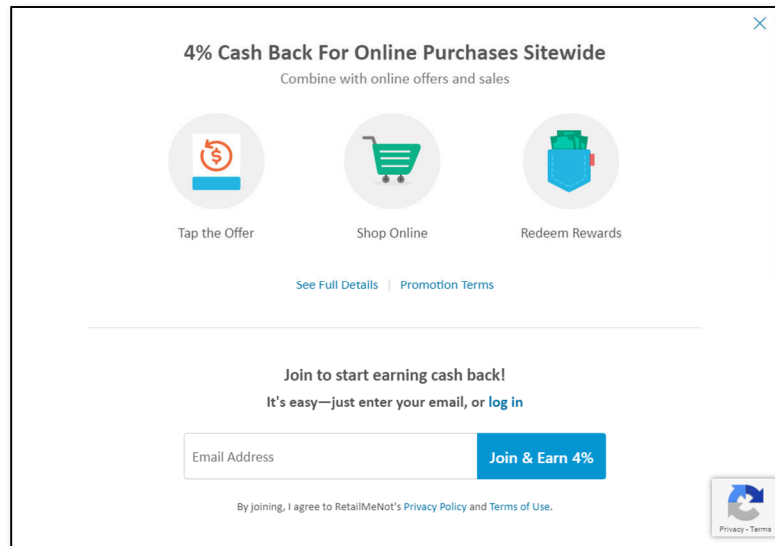 4% Cash Back For Online Purchases Sitewide
Combine with online offers and sales
$
Tap the Offer
Shop Online
Redeem Rewards
See Full Details | Promotion Terms
Join to start earning cash back!
It's easy—just enter your email, or log in
Email Address
Join & Earn 4%
By joining, I agree to RetailMeNot's Privacy Policy and Terms of Use.
Privacy - Terms